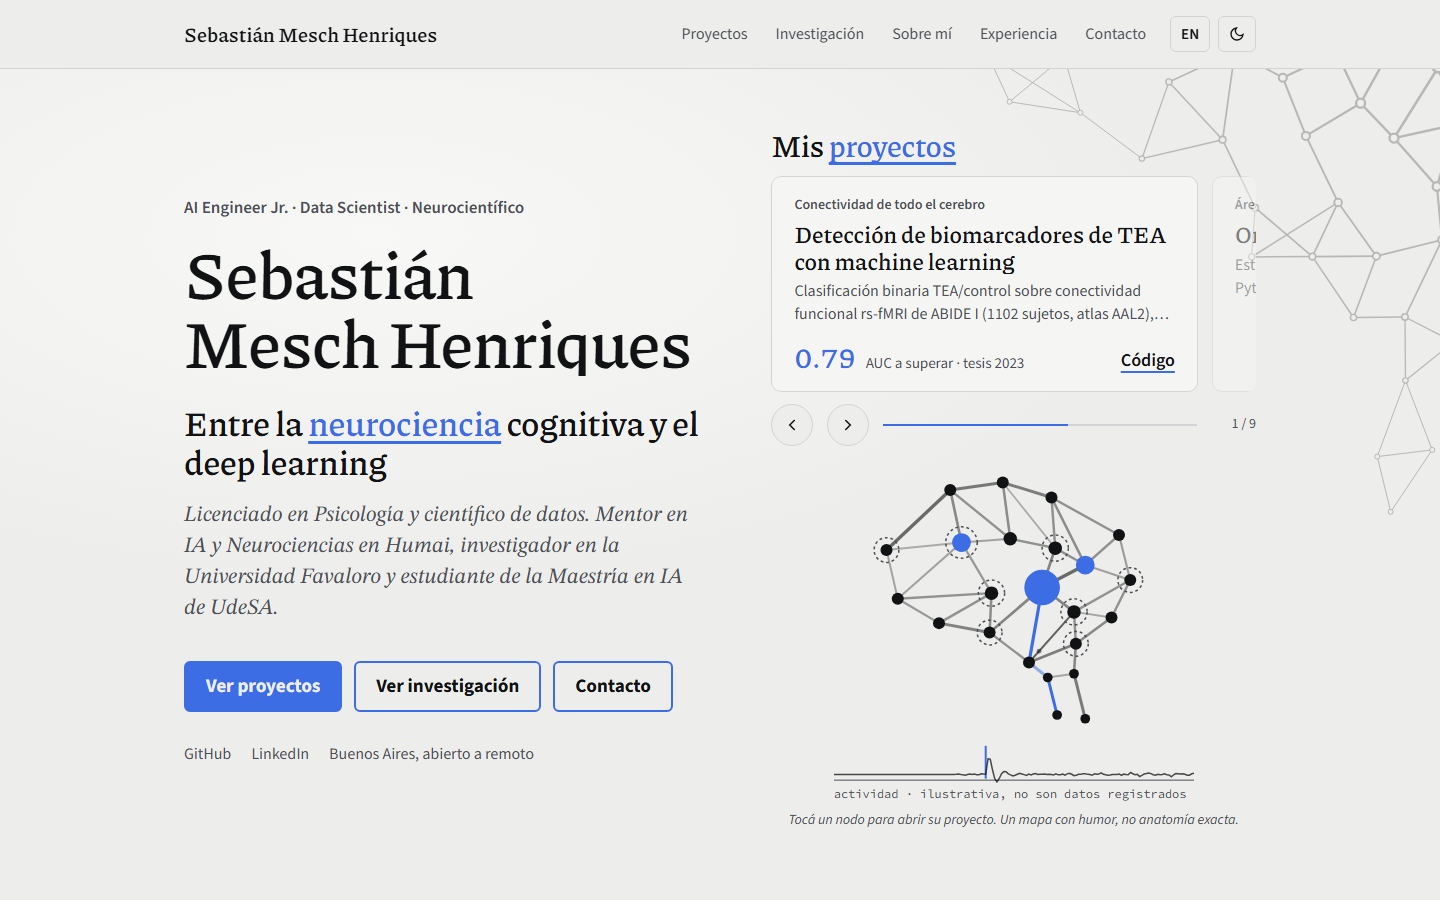 Sebastián Mesch Henriques
Proyectos
Investigación
Sobre mí
Experiencia
Contacto
EN
AI Engineer Jr. · Data Scientist · Neurocientífico
Sebastián
Mesch Henriques
Entre la neurociencia cognitiva y el
deep learning
Licenciado en Psicología y científico de datos. Mentor en
IA y Neurociencias en Humai, investigador en la
Universidad Favaloro y estudiante de la Maestría en IA
de UdeSA.
Ver proyectos
Ver investigación
Contacto
GitHub
LinkedIn
Buenos Aires, abierto a remoto
Mis proyectos
Conectividad de todo el cerebro
Detección de biomarcadores de TEA
con machine learning
Clasificación binaria TEA/control sobre conectividad
funcional rs-fMRI de ABIDE I (1102 sujetos, atlas AAL2),…
0.79 AUC a superar · tesis 2023
Código
1 / 9
actividad · ilustrativa, no son datos registrados
Tocá un nodo para abrir su proyecto. Un mapa con humor, no anatomía exacta.